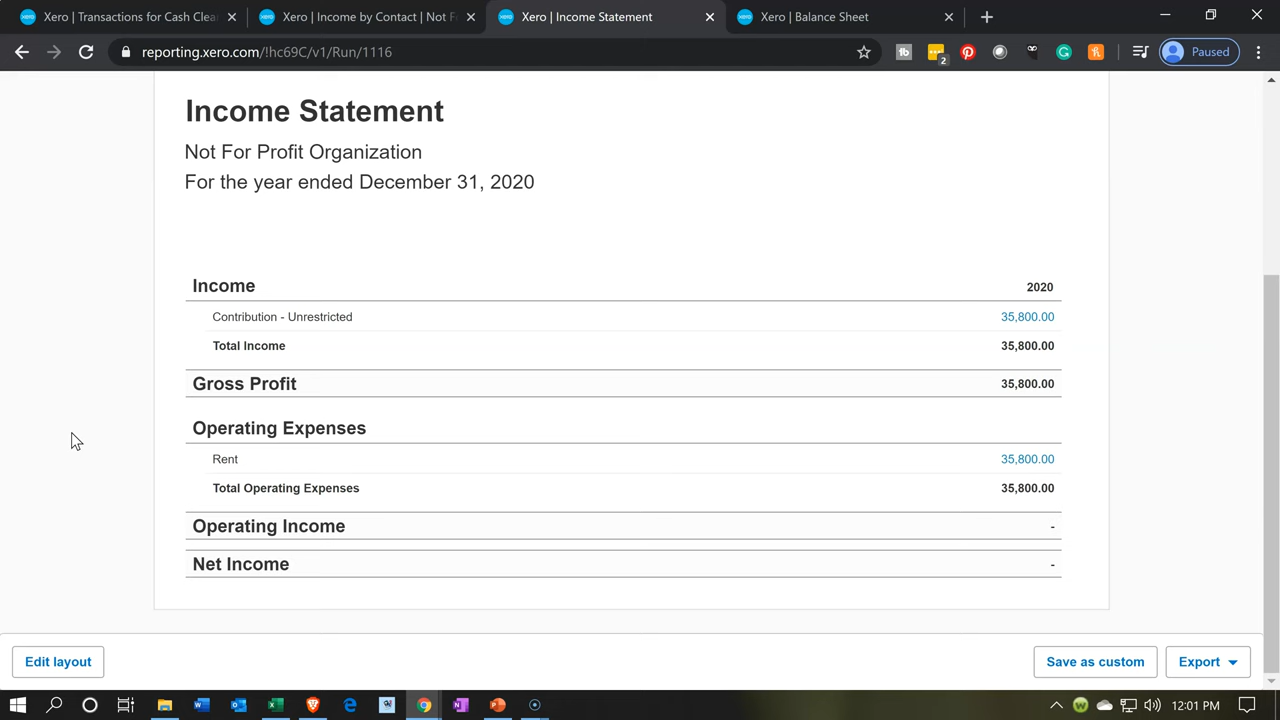 Xero | Transactions for Cash Clea
Xero | Income by Contact | Not F
Xero | Income Statement
Xero | Balance Sheet
reporting.xero.com/!hc69C/v1/Run/1116
2
Paused
Income Statement
Not For Profit Organization
For the year ended December 31, 2020
Income 2020
Contribution - Unrestricted 35,800.00
Total Income 35,800.00
Gross Profit 35,800.00
Operating Expenses
Rent 35,800.00
Total Operating Expenses 35,800.00
Operating Income -
Net Income -
Edit layout
Save as custom
Export
12:01 PM